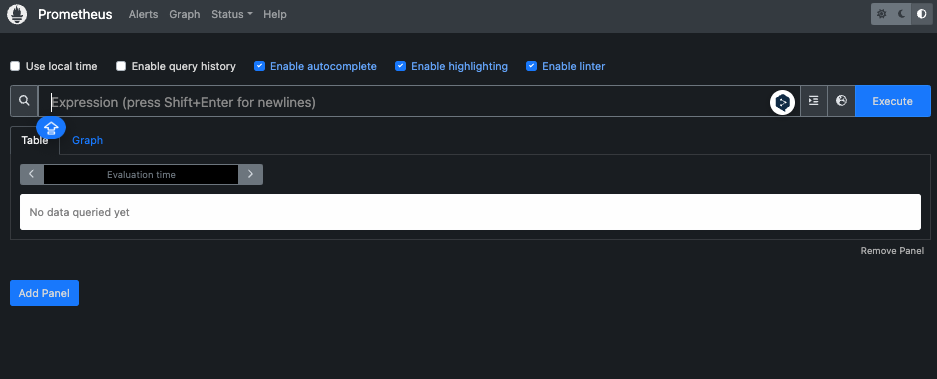 Prometheus Alerts Graph Status Help
Use local time Enable query history Enable autocomplete Enable highlighting Enable linter
Expression (press Shift+Enter for newlines) Execute
Table Graph
Evaluation time
No data queried yet
Remove Panel
Add Panel